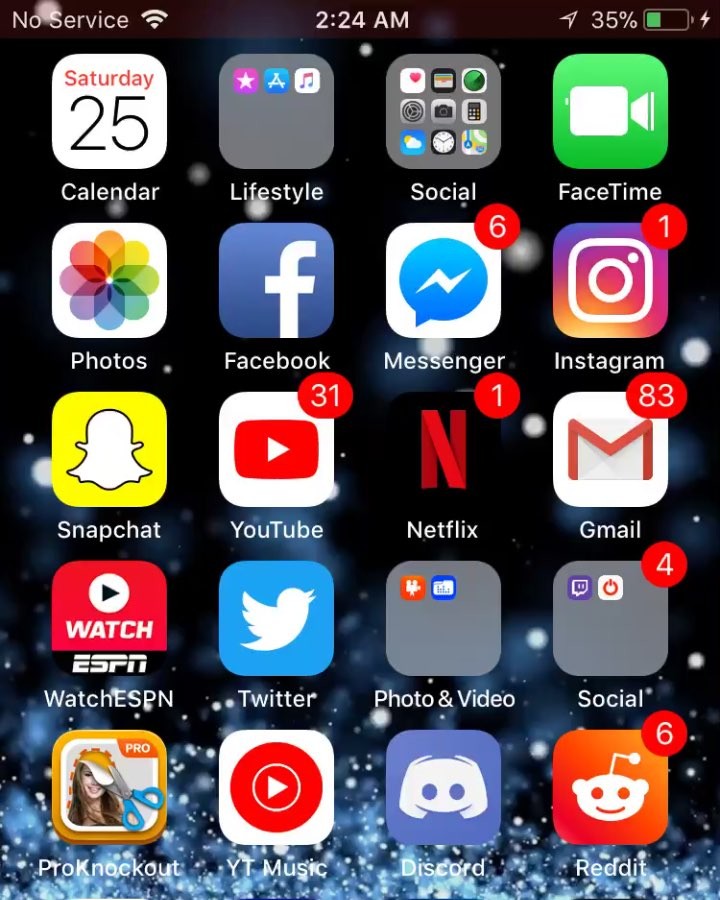 No Service 2:24 AM 35%
Saturday
25
Calendar Lifestyle Social FaceTime
6 1
Photos Facebook Messenger Instagram
31 1 83
Snapchat YouTube Netflix Gmail
4
WATCH
ESPN
WatchESPN Twitter Photo & Video Social
6
PRO
ProKnockout YT Music Discord Reddit